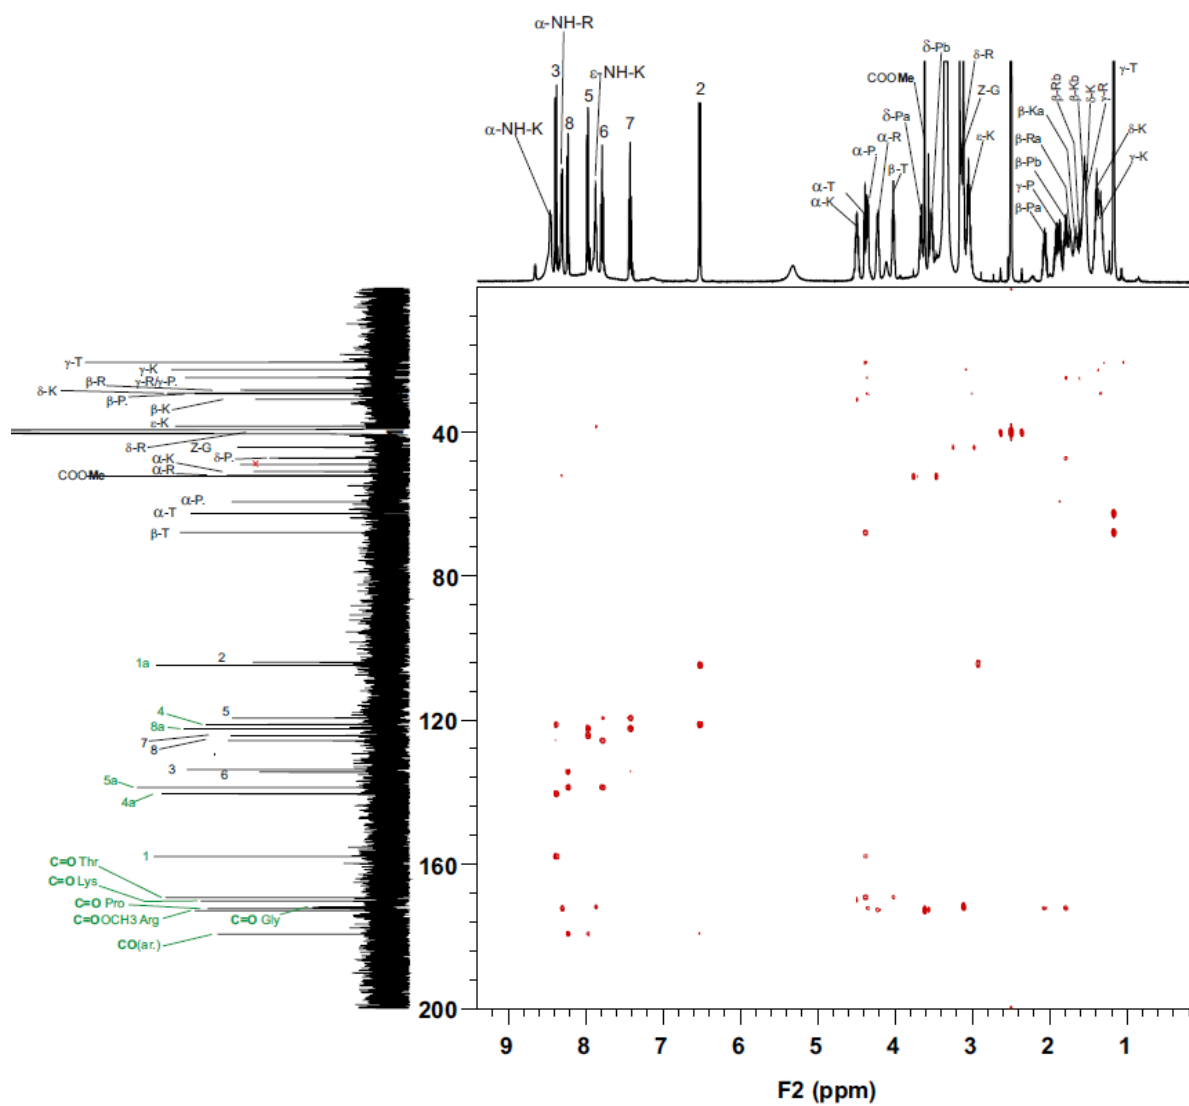 α-NH-R
3
ε-NH-K
8
5
6
7
2
α-NH-K
δ-Pb
COOMe
δ-R
Z-G
δ-Pa
α-R
ε-K
α-P.
β-T
α-T
α-K
γ-T
β-Rb
β-Kb
δ-K
γ-R
β-Ka
β-Ra
β-Pb
γ-P.
β-Pa
δ-K
γ-K
γ-T
γ-K
β-R
γ-R/γ-P.
δ-K
β-P.
β-K
ε-K
δ-R
Z-G
α-K
δ-P.
x
α-R
COOMe
α-P.
α-T
β-T
1a
2
4
5
8a
7
8
3
6
5a
4a
1
C=O Thr
C=O Lys
C=O Pro
C=O Gly
C=OOCH3 Arg
CO(ar.)
40
80
120
160
200
9 8 7 6 5 4 3 2 1
F2 (ppm)